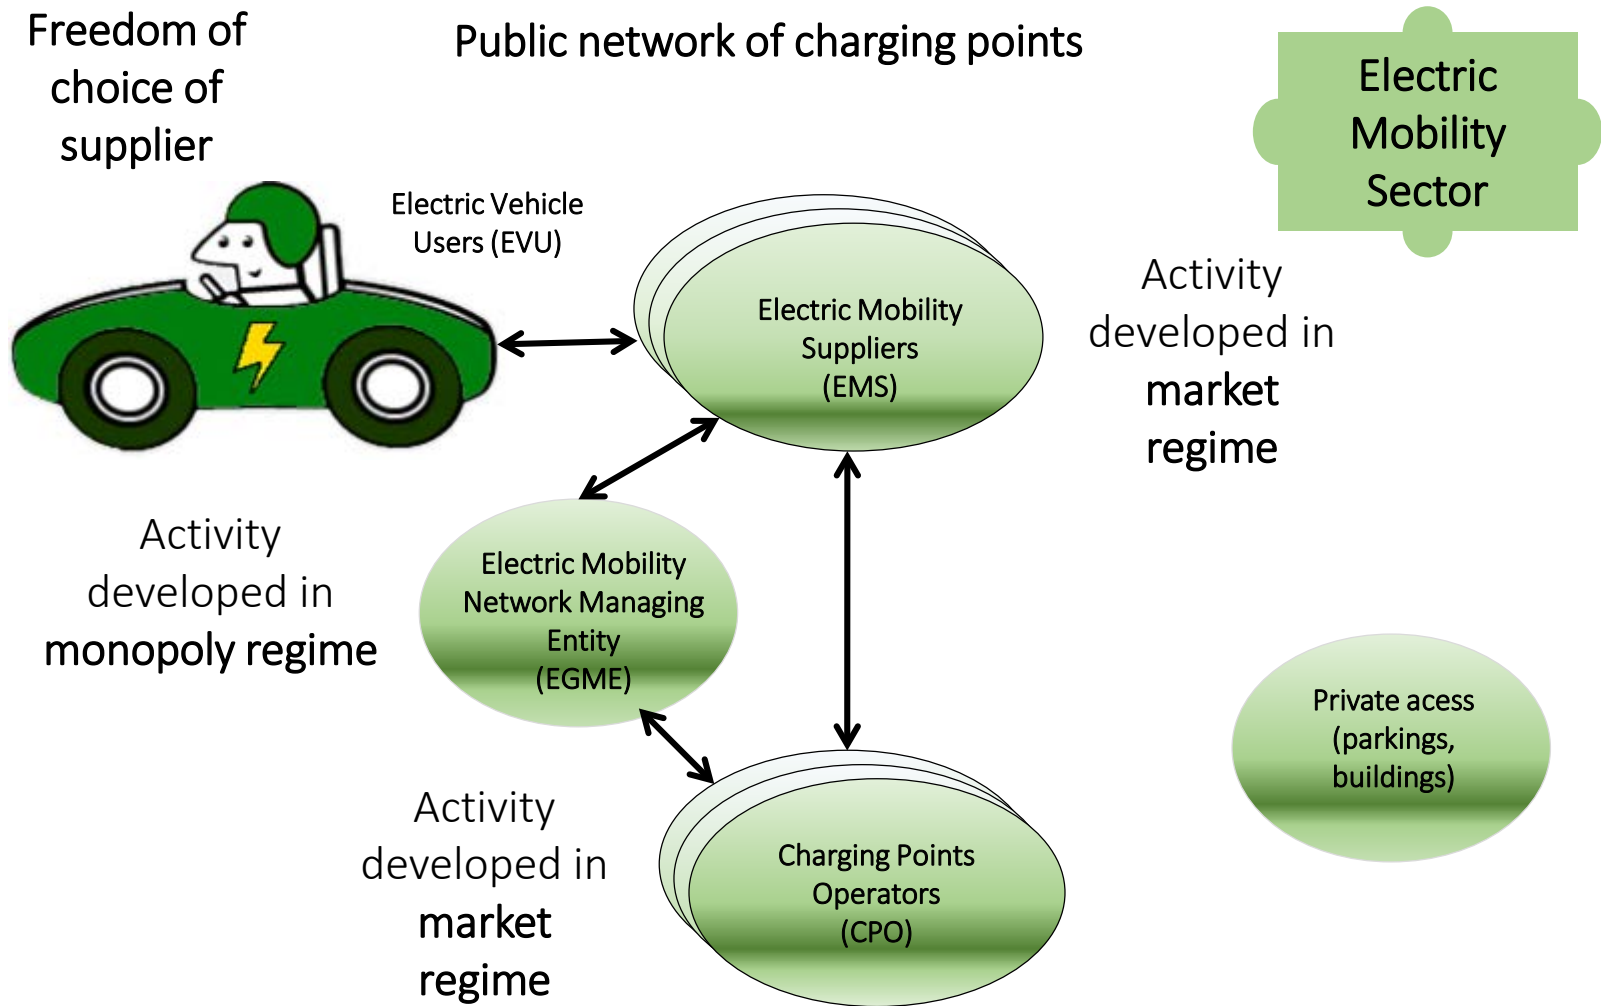 Freedom of
choice of
supplier
Public network of charging points
Electric
Mobility
Sector
Electric Vehicle
Users (EVU)
Electric Mobility
Suppliers
(EMS)
Activity
developed in
market
regime
Activity
developed in
monopoly regime
Electric Mobility
Network Managing
Entity
(EGME)
Private acess
(parkings,
buildings)
Activity
developed in
market
regime
Charging Points
Operators
(CPO)